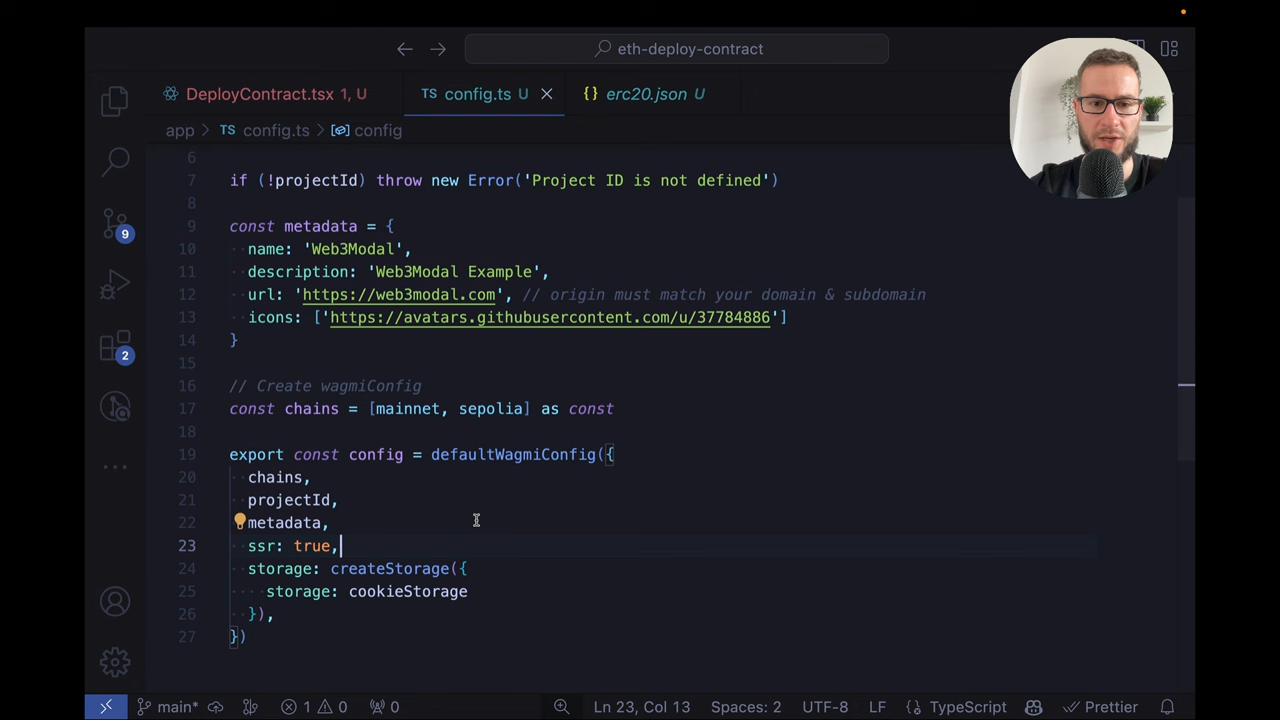 eth-deploy-contract
DeployContract.tsx 1, U
TS config.ts U
{} erc20.json U
app > TS config.ts > config
6
7 if (!projectId) throw new Error('Project ID is not defined')
8
9 const metadata = {
10 name: 'Web3Modal',
11 description: 'Web3Modal Example',
12 url: 'https://web3modal.com', // origin must match your domain & subdomain
13 icons: ['https://avatars.githubusercontent.com/u/37784886']
14 }
15
16 // Create wagmiConfig
17 const chains = [mainnet, sepolia] as const
18
19 export const config = defaultWagmiConfig({
20 chains,
21 projectId,
22 metadata,
23 ssr: true,
24 storage: createStorage({
25 storage: cookieStorage
26 }),
27 })
9
2
main* 1 0 0 Ln 23, Col 13 Spaces: 2 UTF-8 LF {} TypeScript Prettier